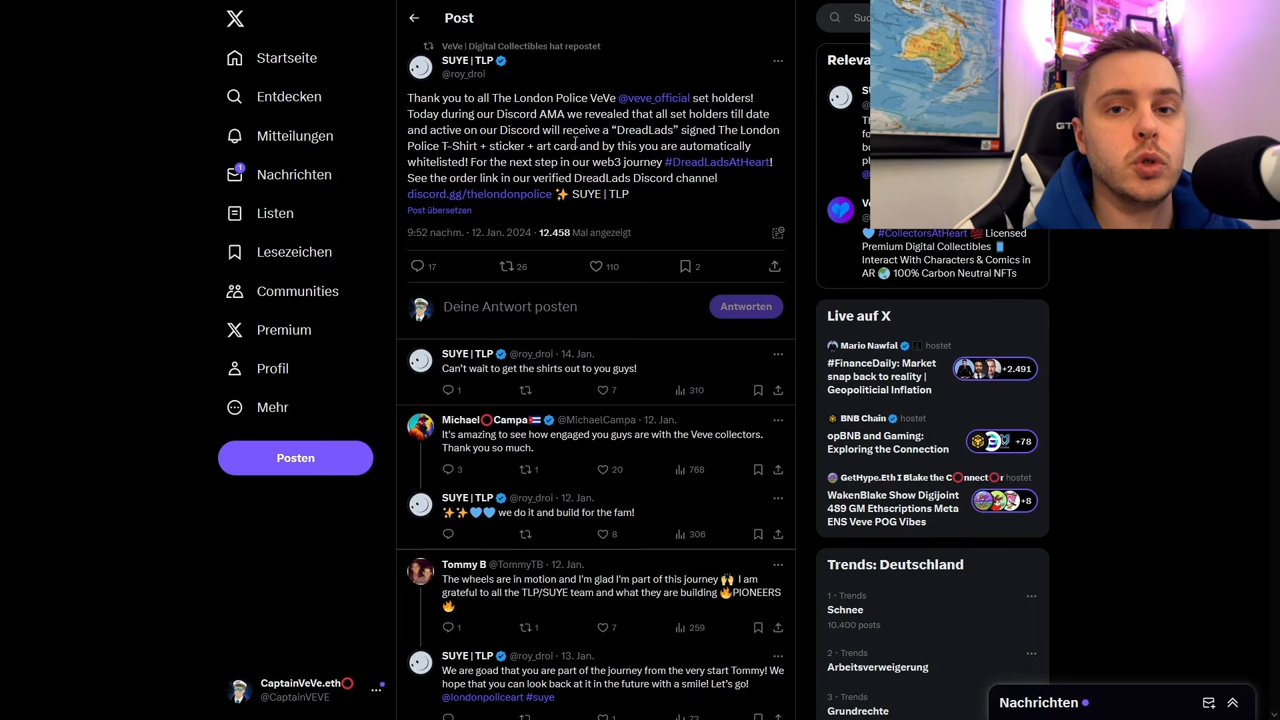 Startseite
Entdecken
Mitteilungen
1
Nachrichten
Listen
Lesezeichen
Communities
Premium
Profil
Mehr
Posten
CaptainVeVe.eth⭕
@CaptainVEVE
Post
VeVe | Digital Collectibles hat repostet
SUYE | TLP
@roy_droi
Thank you to all The London Police VeVe @veve_official set holders!
Today during our Discord AMA we revealed that all set holders till date
and active on our Discord will receive a “DreadLads” signed The London
Police T-Shirt + sticker + art card and by this you are automatically
whitelisted! For the next step in our web3 journey #DreadLadsAtHeart!
See the order link in our verified DreadLads Discord channel
discord.gg/thelondonpolice ✨ SUYE | TLP
Post übersetzen
9:52 nachm. · 12. Jan. 2024 · 12.458 Mal angezeigt
17 26 110 2
Deine Antwort posten
Antworten
SUYE | TLP @roy_droi · 14. Jan.
Can’t wait to get the shirts out to you guys!
1 7 310
Michael⭕Campa🇨🇺 @MichaelCampa · 12. Jan.
It's amazing to see how engaged you guys are with the Veve collectors.
Thank you so much.
3 1 20 768
SUYE | TLP @roy_droi · 12. Jan.
✨✨🩵🩵 we do it and build for the fam!
8 306
Tommy B @TommyTB · 12. Jan.
The wheels are in motion and I'm glad I'm part of this journey 🙌 I am
grateful to all the TLP/SUYE team and what they are building 🔥PIONEERS
🔥
1 1 7 259
SUYE | TLP @roy_droi · 13. Jan.
We are goad that you are part of the journey from the very start Tommy! We
hope that you can look back at it in the future with a smile! Let’s go!
@londonpoliceart #suye
73
Releva
🩵 #CollectorsAtHeart 💯 Licensed
Premium Digital Collectibles
Interact With Characters & Comics in
AR 🌏 100% Carbon Neutral NFTs
Live auf X
Mario Nawfal hostet
#FinanceDaily: Market
snap back to reality |
Geopoliticial Inflation
+2.491
BNB Chain hostet
opBNB and Gaming:
Exploring the Connection
+78
GetHype.Eth I Blake the C⭕nnect⭕r hostet
WakenBlake Show Digijoint
489 GM Ethscriptions Meta
ENS Veve POG Vibes
+8
Trends: Deutschland
1 · Trends
Schnee
10.400 posts
2 · Trends
Arbeitsverweigerung
3 · Trends
Grundrechte
Nachrichten